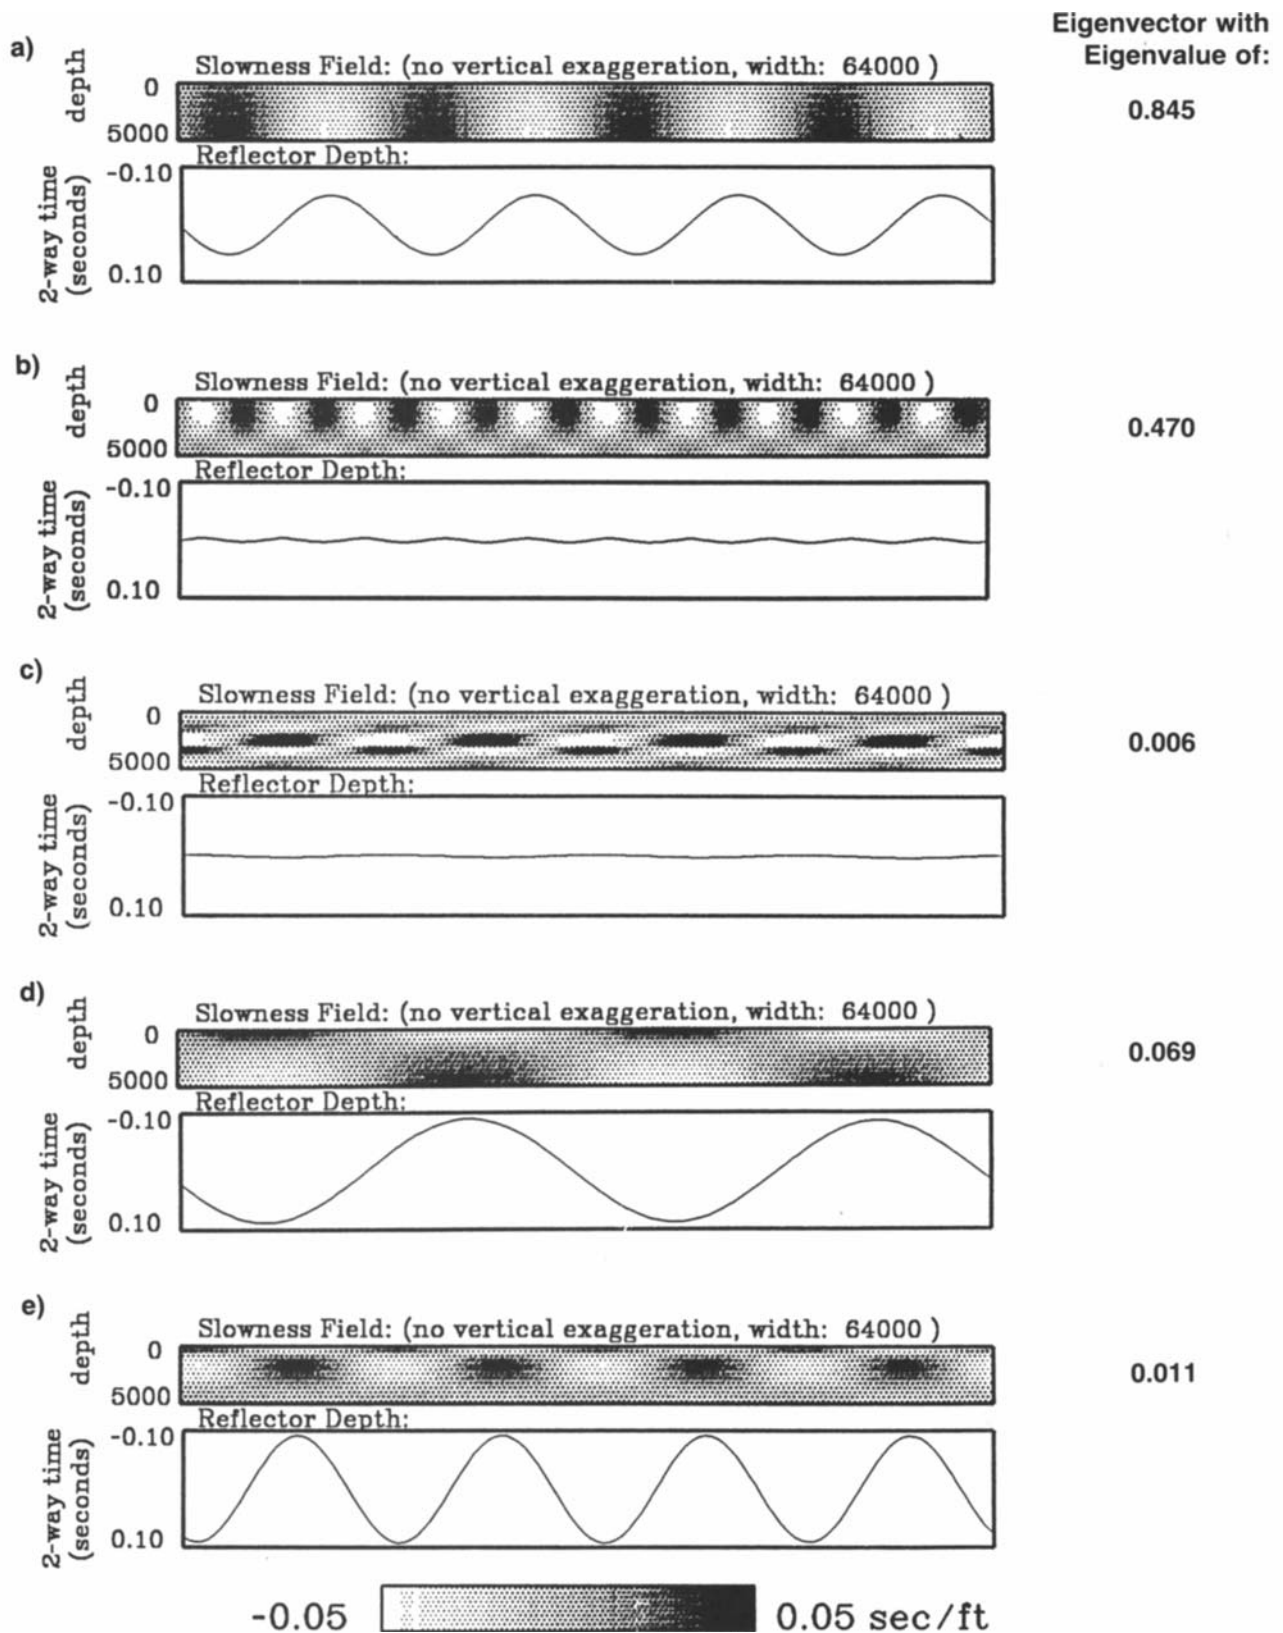 Eigenvector with
Eigenvalue of:
a)
Slowness Field: (no vertical exaggeration, width: 64000 )
depth
0
5000
0.845
Reflector Depth:
2-way time
(seconds)
-0.10
0.10
b)
Slowness Field: (no vertical exaggeration, width: 64000 )
depth
0
5000
0.470
Reflector Depth:
2-way time
(seconds)
-0.10
0.10
c)
Slowness Field: (no vertical exaggeration, width: 64000 )
depth
0
5000
0.006
Reflector Depth:
2-way time
(seconds)
-0.10
0.10
d)
Slowness Field: (no vertical exaggeration, width: 64000 )
depth
0
5000
0.069
Reflector Depth:
2-way time
(seconds)
-0.10
0.10
e)
Slowness Field: (no vertical exaggeration, width: 64000 )
depth
0
5000
0.011
Reflector Depth:
2-way time
(seconds)
-0.10
0.10
-0.05 0.05 sec/ft